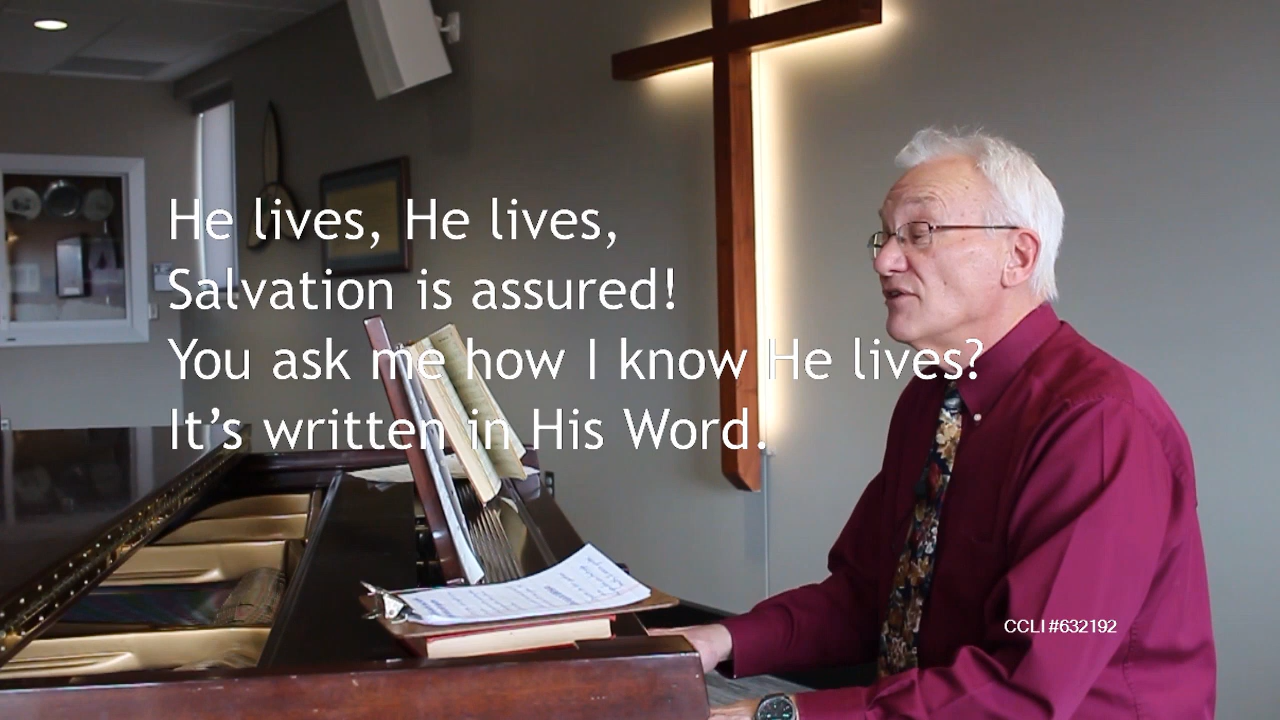 He lives, He lives,
Salvation is assured!
You ask me how I know He lives?
It’s written in His Word.
CCLI #632192